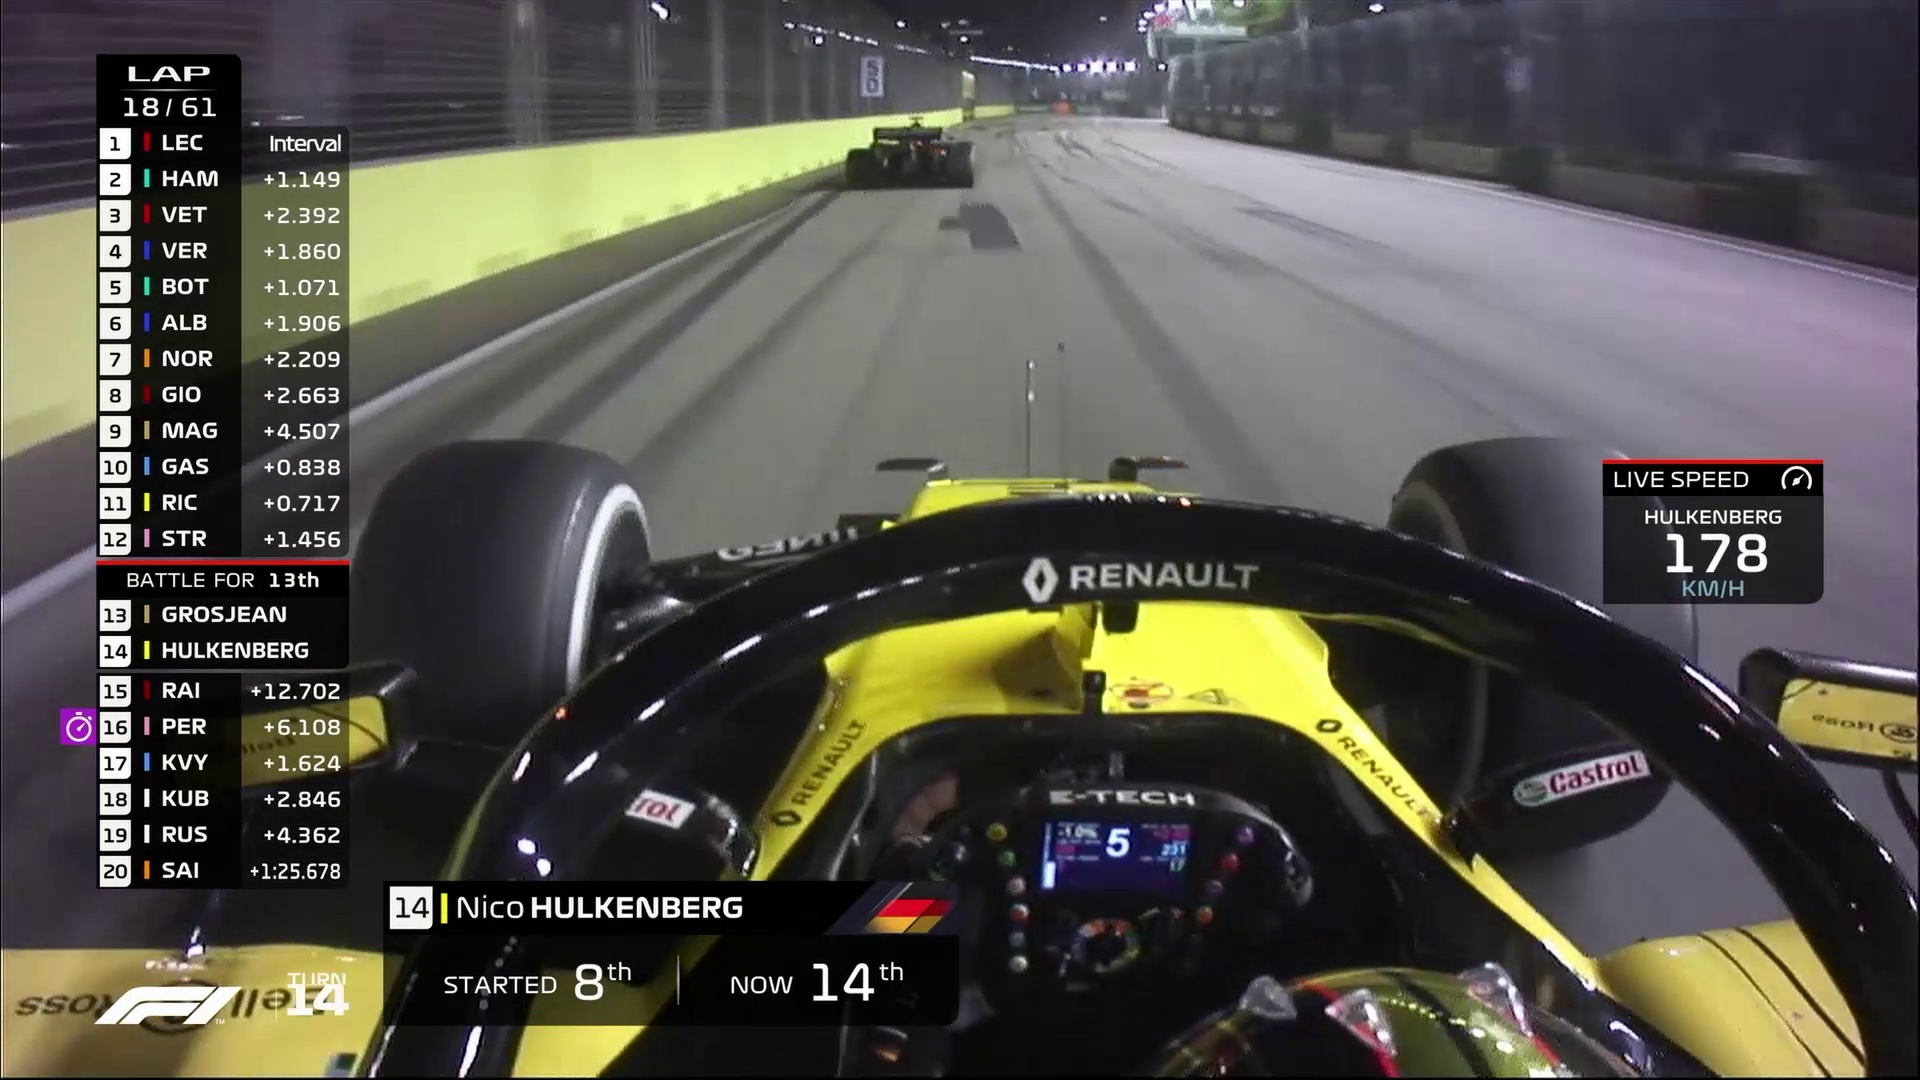 LAP
18 / 61
1 LEC Interval
2 HAM +1.149
3 VET +2.392
4 VER +1.860
5 BOT +1.071
6 ALB +1.906
7 NOR +2.209
8 GIO +2.663
9 MAG +4.507
10 GAS +0.838
11 RIC +0.717
12 STR +1.456
BATTLE FOR 13th
13 GROSJEAN
14 HULKENBERG
15 RAI +12.702
16 PER +6.108
17 KVY +1.624
18 KUB +2.846
19 RUS +4.362
20 SAI +1:25.678
LIVE SPEED
HULKENBERG
178
KM/H
RENAULT
RENAULT
RENAULT
Castrol
E-TECH
5
231
14 Nico HULKENBERG
STARTED 8th | NOW 14th
F1 TURN
14